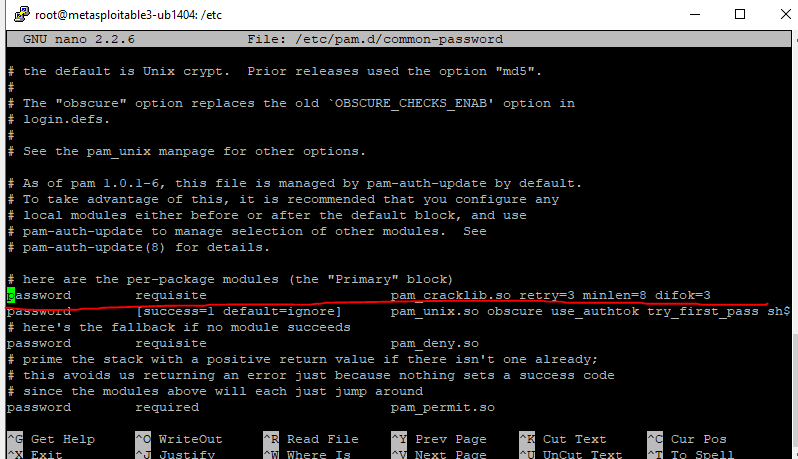 root@metasploitable3-ub1404: /etc
GNU nano 2.2.6 File: /etc/pam.d/common-password
# the default is Unix crypt.  Prior releases used the option "md5".
#
# The "obscure" option replaces the old `OBSCURE_CHECKS_ENAB' option in
# login.defs.
#
# See the pam_unix manpage for other options.
# As of pam 1.0.1-6, this file is managed by pam-auth-update by default.
# To take advantage of this, it is recommended that you configure any
# local modules either before or after the default block, and use
# pam-auth-update to manage selection of other modules.  See
# pam-auth-update(8) for details.
# here are the per-package modules (the "Primary" block)
password requisite pam_cracklib.so retry=3 minlen=8 difok=3
password [success=1 default=ignore] pam_unix.so obscure use_authtok try_first_pass sh$
# here's the fallback if no module succeeds
password requisite pam_deny.so
# prime the stack with a positive return value if there isn't one already;
# this avoids us returning an error just because nothing sets a success code
# since the modules above will each just jump around
password required pam_permit.so
^G Get Help ^O WriteOut ^R Read File ^Y Prev Page ^K Cut Text ^C Cur Pos
^X Exit ^J Justify ^W Where Is ^V Next Page ^U UnCut Text ^T To Spell